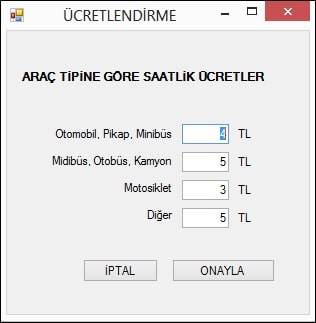 ÜCRETLENDİRME
ARAÇ TİPİNE GÖRE SAATLİK ÜCRETLER
Otomobil, Pikap, Minibüs 4 TL
Midibüs, Otobüs, Kamyon 5 TL
Motosiklet 3 TL
Diğer 5 TL
İPTAL ONAYLA